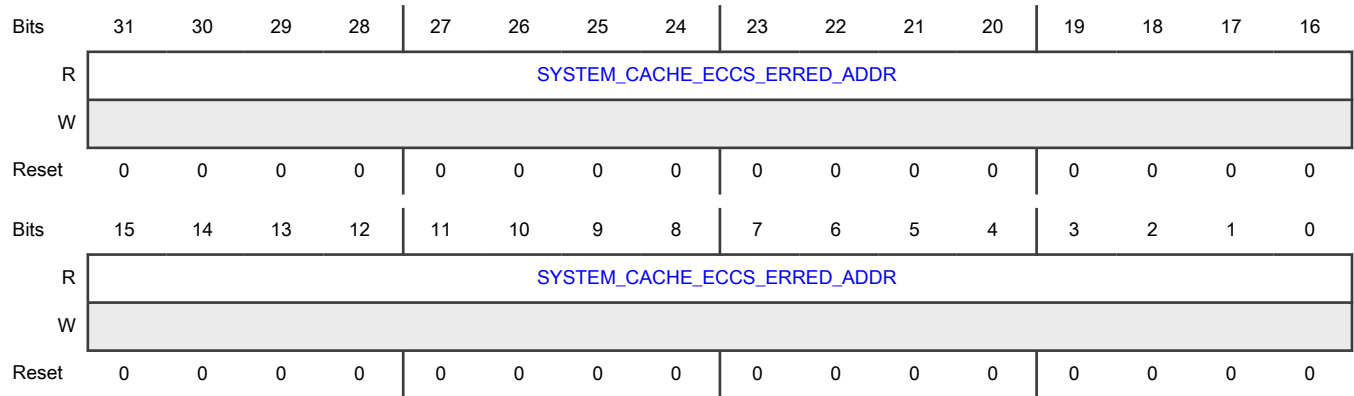 Bits 31 30 29 28 27 26 25 24 23 22 21 20 19 18 17 16
R SYSTEM_CACHE_ECCS_ERRED_ADDR
W
Reset 0 0 0 0 0 0 0 0 0 0 0 0 0 0 0 0
Bits 15 14 13 12 11 10 9 8 7 6 5 4 3 2 1 0
R SYSTEM_CACHE_ECCS_ERRED_ADDR
W
Reset 0 0 0 0 0 0 0 0 0 0 0 0 0 0 0 0